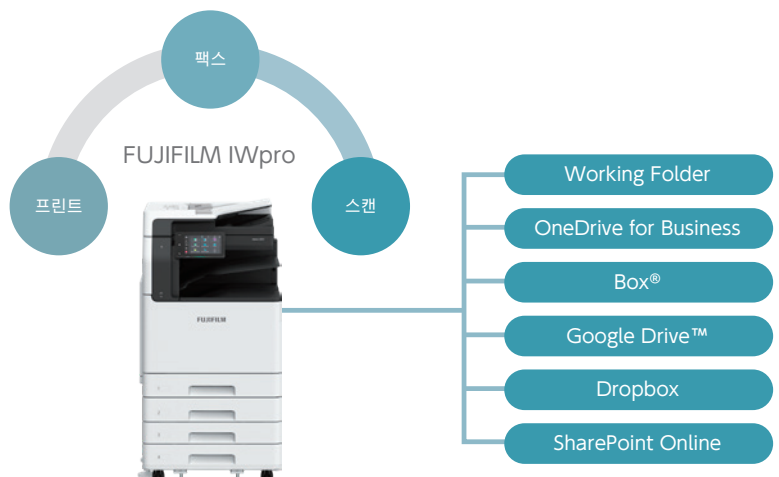 팩스
FUJIFILM IWpro
프린트
스캔
Working Folder
OneDrive for Business
Box®
Google Drive™
Dropbox
SharePoint Online
FUJIFILM